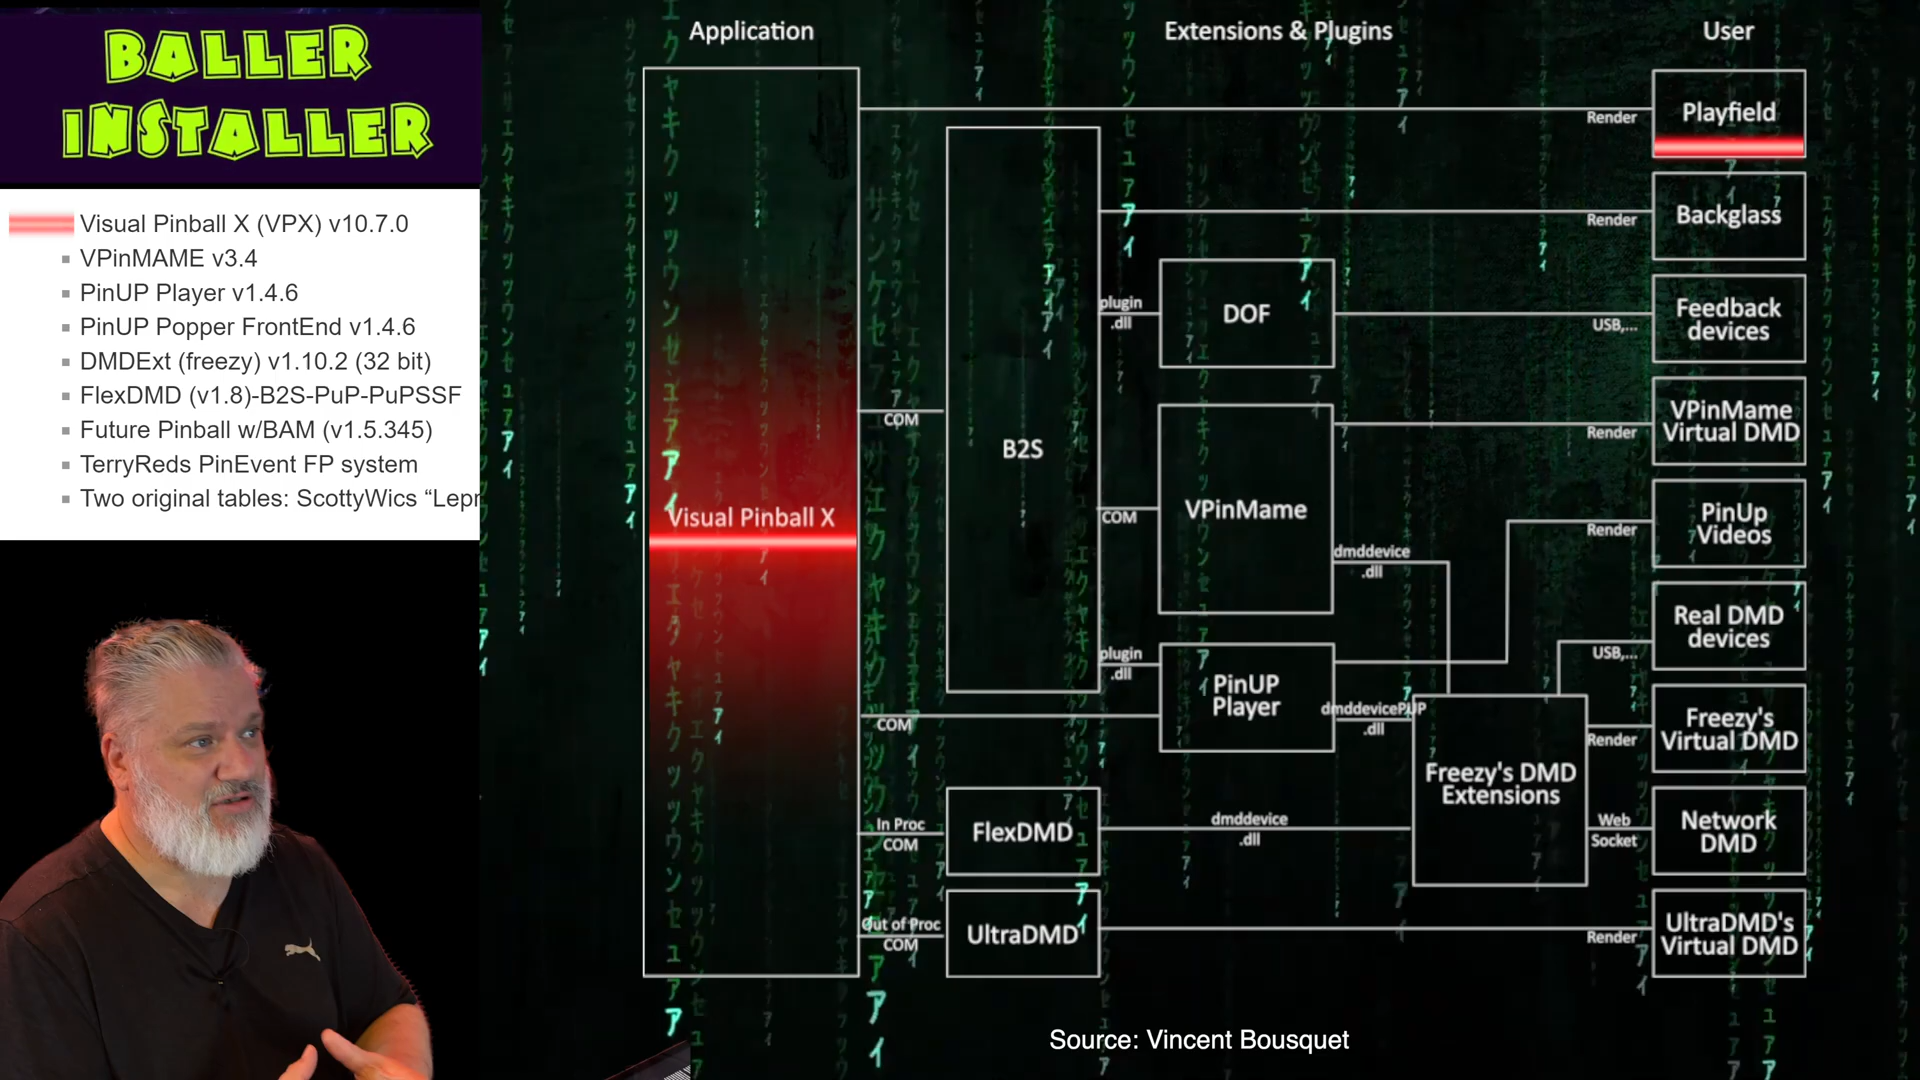 BALLER
INSTALLER
Visual Pinball X (VPX) v10.7.0
VPinMAME v3.4
PinUP Player v1.4.6
PinUP Popper FrontEnd v1.4.6
DMDExt (freezy) v1.10.2 (32 bit)
FlexDMD (v1.8)-B2S-PuP-PuPSSF
Future Pinball w/BAM (v1.5.345)
TerryReds PinEvent FP system
Two original tables: ScottyWics “Lepr
Application
Extensions & Plugins
User
Visual Pinball X
COM
COM
In Proc
COM
Out of Proc
COM
B2S
FlexDMD
UltraDMD
plugin
.dll
COM
plugin
.dll
DOF
VPinMame
PinUP
Player
dmddevice
.dll
dmddevicePUP
.dll
dmddevice
.dll
Freezy's DMD
Extensions
Render
Playfield
Render
Backglass
USB,...
Feedback
devices
Render
VPinMame
Virtual DMD
Render
PinUp
Videos
USB,...
Real DMD
devices
Render
Freezy's
Virtual DMD
Web
Socket
Network
DMD
Render
UltraDMD's
Virtual DMD
Source: Vincent Bousquet